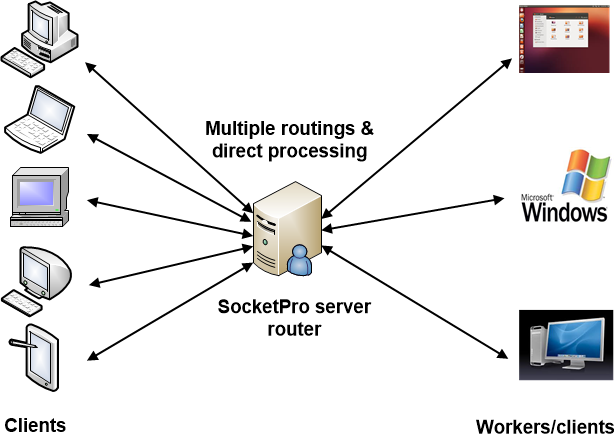 Multiple routings &
direct processing
Microsoft
Windows
SocketPro server
router
Clients
Workers/clients